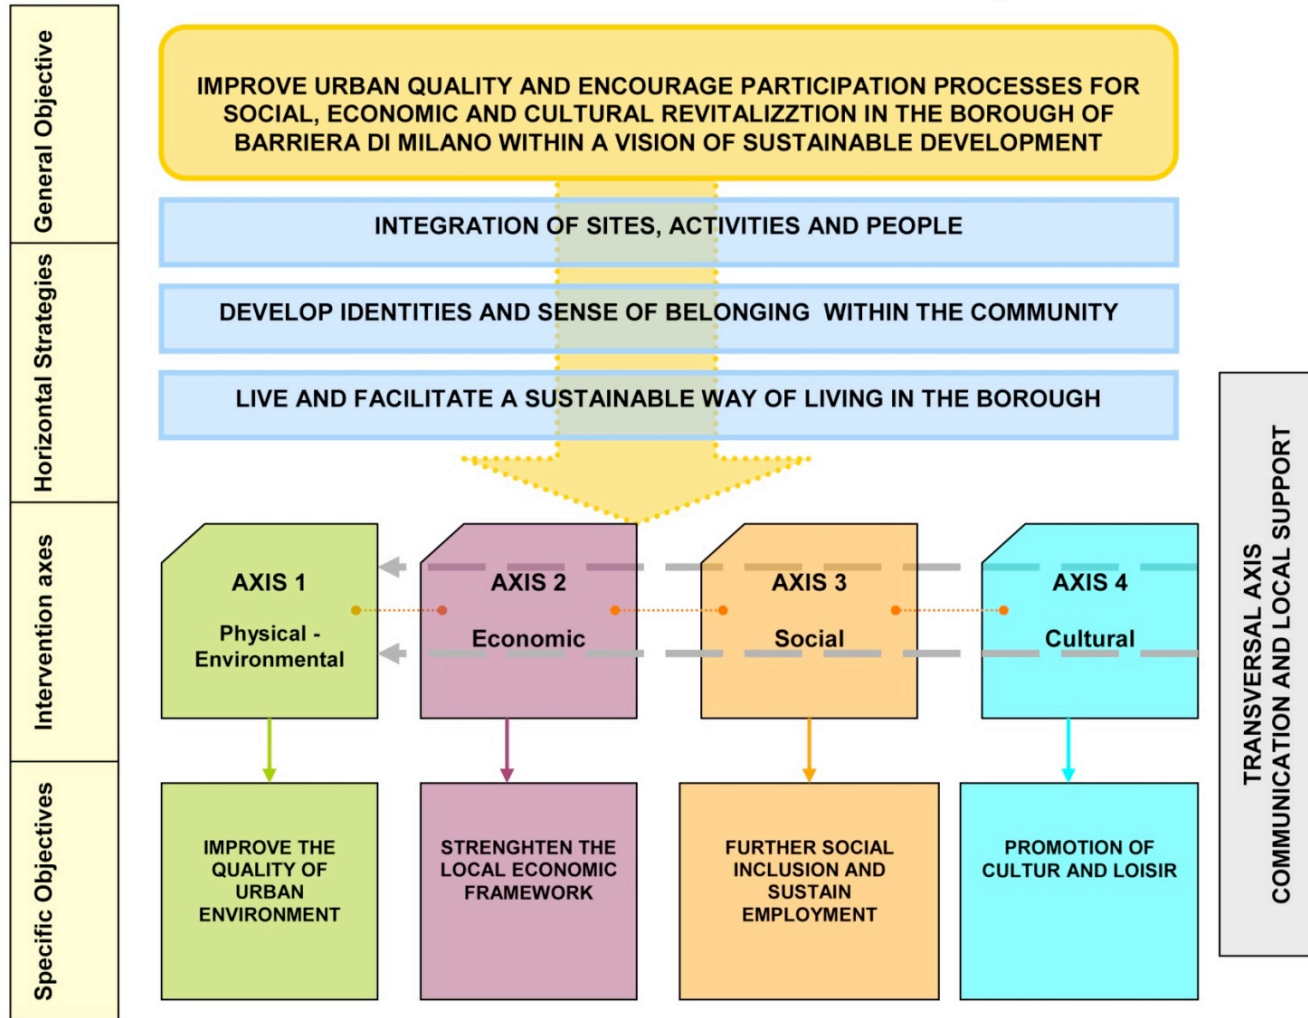 General Objective
IMPROVE URBAN QUALITY AND ENCOURAGE PARTICIPATION PROCESSES FOR
SOCIAL, ECONOMIC AND CULTURAL REVITALIZZTION IN THE BOROUGH OF
BARRIERA DI MILANO WITHIN A VISION OF SUSTAINABLE DEVELOPMENT
Horizontal Strategies
INTEGRATION OF SITES, ACTIVITIES AND PEOPLE
DEVELOP IDENTITIES AND SENSE OF BELONGING WITHIN THE COMMUNITY
LIVE AND FACILITATE A SUSTAINABLE WAY OF LIVING IN THE BOROUGH
Intervention axes
AXIS 1
Physical -
Environmental
AXIS 2
Economic
AXIS 3
Social
AXIS 4
Cultural
Specific Objectives
IMPROVE THE
QUALITY OF
URBAN
ENVIRONMENT
STRENGHTEN THE
LOCAL ECONOMIC
FRAMEWORK
FURTHER SOCIAL
INCLUSION AND
SUSTAIN
EMPLOYMENT
PROMOTION OF
CULTUR AND LOISIR
TRANSVERSAL AXIS
COMMUNICATION AND LOCAL SUPPORT